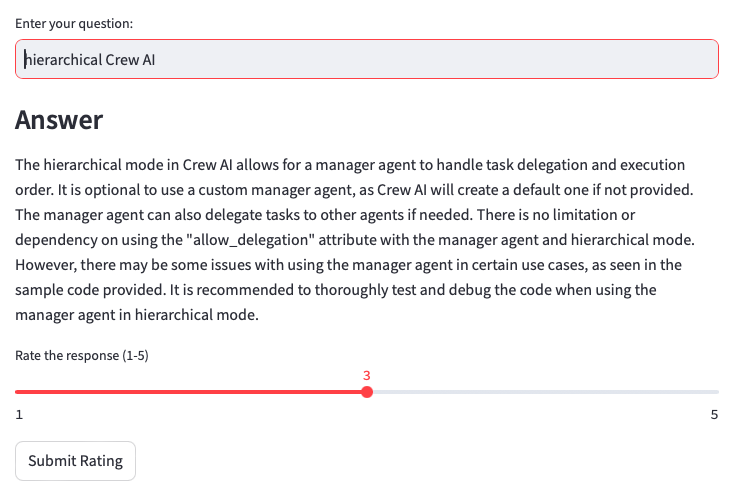 Enter your question:
hierarchical Crew AI
Answer
The hierarchical mode in Crew AI allows for a manager agent to handle task delegation and execution
order. It is optional to use a custom manager agent, as Crew AI will create a default one if not provided.
The manager agent can also delegate tasks to other agents if needed. There is no limitation or
dependency on using the "allow_delegation" attribute with the manager agent and hierarchical mode.
However, there may be some issues with using the manager agent in certain use cases, as seen in the
sample code provided. It is recommended to thoroughly test and debug the code when using the
manager agent in hierarchical mode.
Rate the response (1-5)
3
1 5
Submit Rating